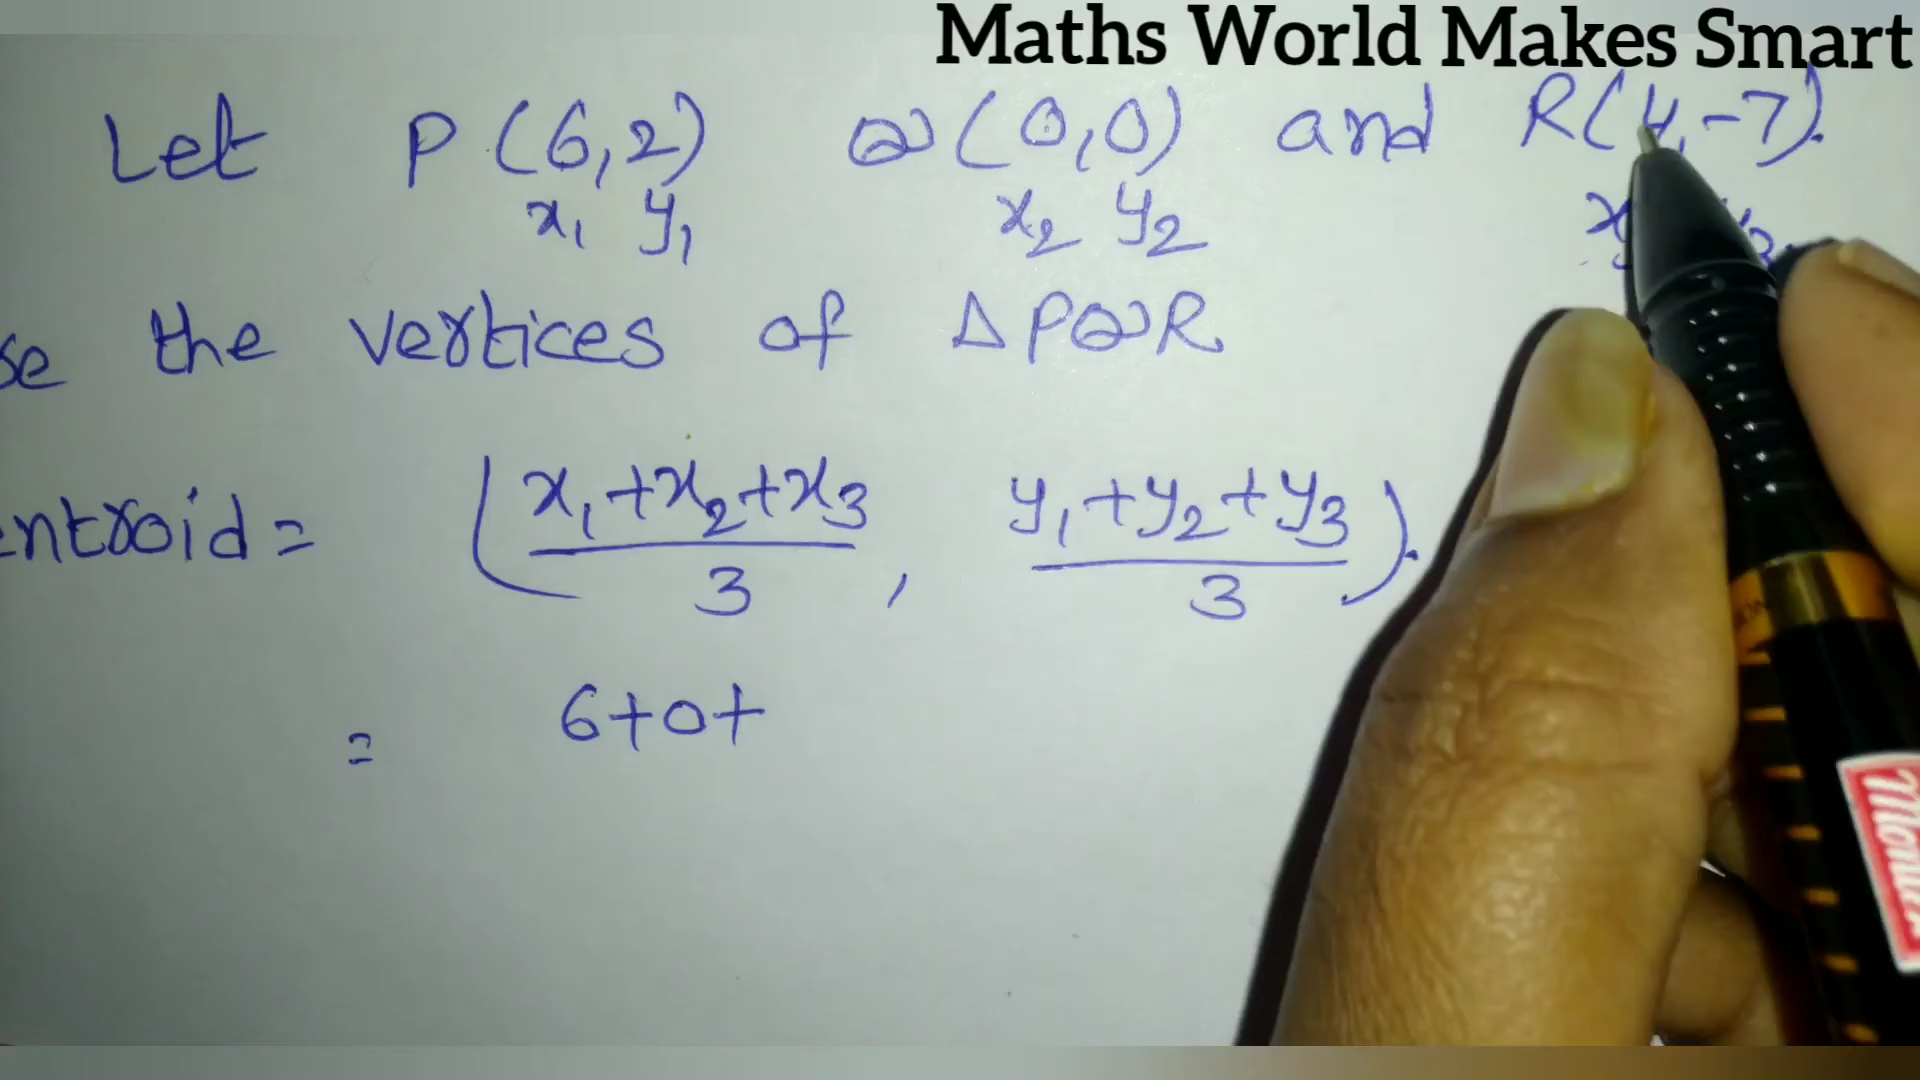 Maths World Makes Smart
Let P(6,2) Q(0,0) and R(4,-7).
x₁ y₁ x₂ y₂ x
se the vertices of ΔPQR
entroid = (x₁+x₂+x₃/3, y₁+y₂+y₃/3).
= 6+0+